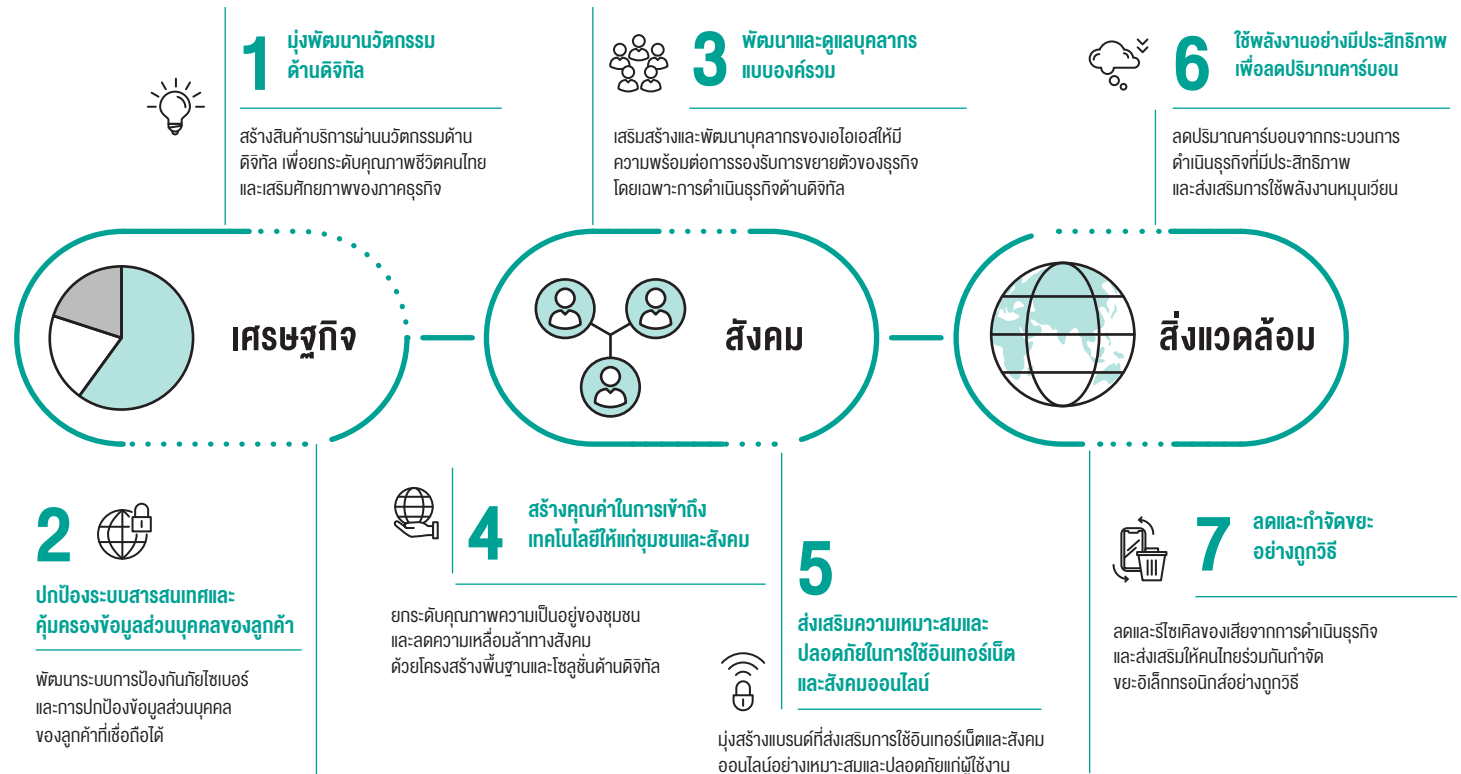 1
มุ่งพัฒนานวัตกรรม
ด้านดิจิทัล
สร้างสินค้าบริการผ่านนวัตกรรมด้าน
ดิจิทัล เพื่อยกระดับคุณภาพชีวิตคนไทย
และเสริมศักยภาพของภาคธุรกิจ
3
พัฒนาและดูแลบุคลากร
แบบองค์รวม
เสริมสร้างและพัฒนาบุคลากรของเอไอเอสให้มี
ความพร้อมต่อการรองรับการขยายตัวของธุรกิจ
โดยเฉพาะการดำเนินธุรกิจด้านดิจิทัล
6
ใช้พลังงานอย่างมีประสิทธิภาพ
เพื่อลดปริมาณคาร์บอน
ลดปริมาณคาร์บอนจากกระบวนการ
ดำเนินธุรกิจที่มีประสิทธิภาพ
และส่งเสริมการใช้พลังงานหมุนเวียน
เศรษฐกิจ
สังคม
สิ่งแวดล้อม
2
ปกป้องระบบสารสนเทศและ
คุ้มครองข้อมูลส่วนบุคคลของลูกค้า
พัฒนาระบบการป้องกันภัยไซเบอร์
และการปกป้องข้อมูลส่วนบุคคล
ของลูกค้าที่เชื่อถือได้
4
สร้างคุณค่าในการเข้าถึง
เทคโนโลยีให้แก่ชุมชนและสังคม
ยกระดับคุณภาพความเป็นอยู่ของชุมชน
และลดความเหลื่อมล้ำทางสังคม
ด้วยโครงสร้างพื้นฐานและโซลูชั่นด้านดิจิทัล
5
ส่งเสริมความเหมาะสมและ
ปลอดภัยในการใช้อินเทอร์เน็ต
และสังคมออนไลน์
มุ่งสร้างแบรนด์ที่ส่งเสริมการใช้อินเทอร์เน็ตและสังคม
ออนไลน์อย่างเหมาะสมและปลอดภัยแก่ผู้ใช้งาน
7
ลดและกำจัดขยะ
อย่างถูกวิธี
ลดและรีไซเคิลของเสียจากการดำเนินธุรกิจ
และส่งเสริมให้คนไทยร่วมกันกำจัด
ขยะอิเล็กทรอนิกส์อย่างถูกวิธี